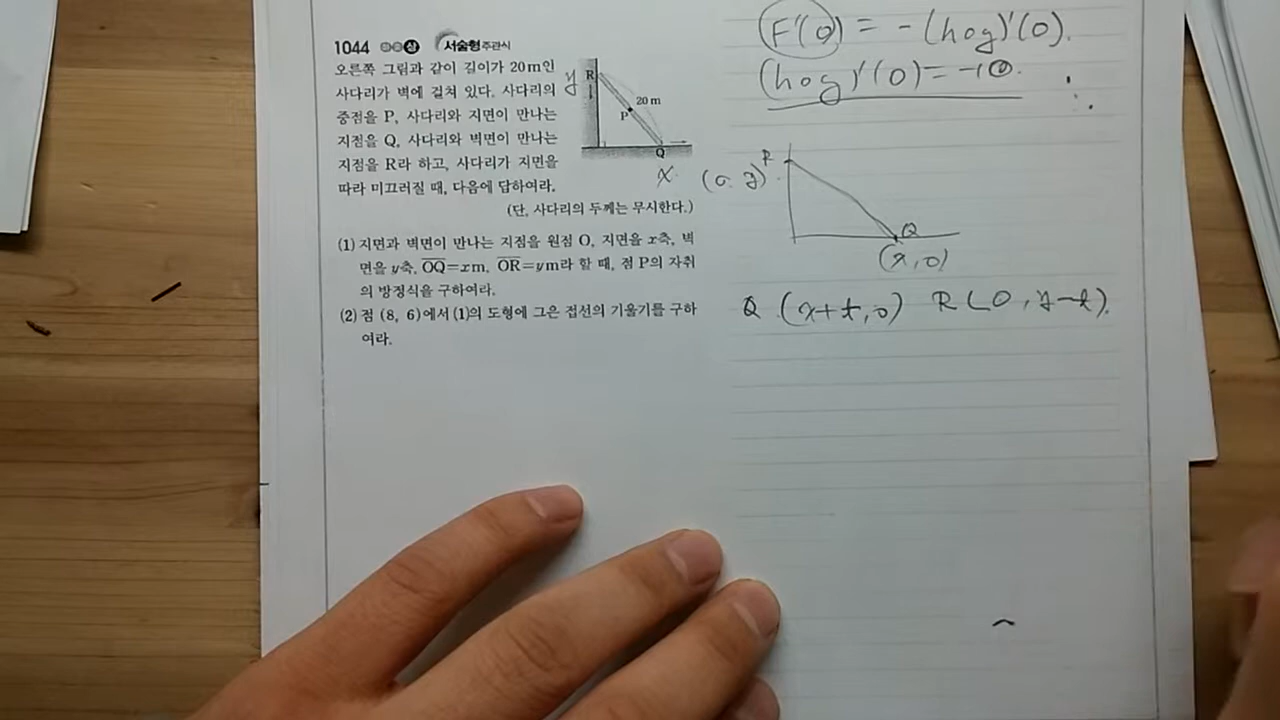 1044 상 서술형 주관식
오른쪽 그림과 같이 길이가 20 m인
사다리가 벽에 걸쳐 있다. 사다리의
중점을 P, 사다리와 지면이 만나는
지점을 Q, 사다리와 벽면이 만나는
지점을 R라 하고, 사다리가 지면을
따라 미끄러질 때, 다음에 답하여라.
(단, 사다리의 두께는 무시한다.)
y R
20 m
P
Q
x
(1) 지면과 벽면이 만나는 지점을 원점 O, 지면을 x축, 벽
면을 y축, OQ=x m, OR=y m라 할 때, 점 P의 자취
의 방정식을 구하여라.
(2) 점 (8, 6)에서 (1)의 도형에 그은 접선의 기울기를 구하
여라.
F'(0) = -(h∘g)'(0).
(h∘g)'(0) = -10.
(0. y) R
Q
(x, 0)
Q (x+t, 0) R (0, y-t).